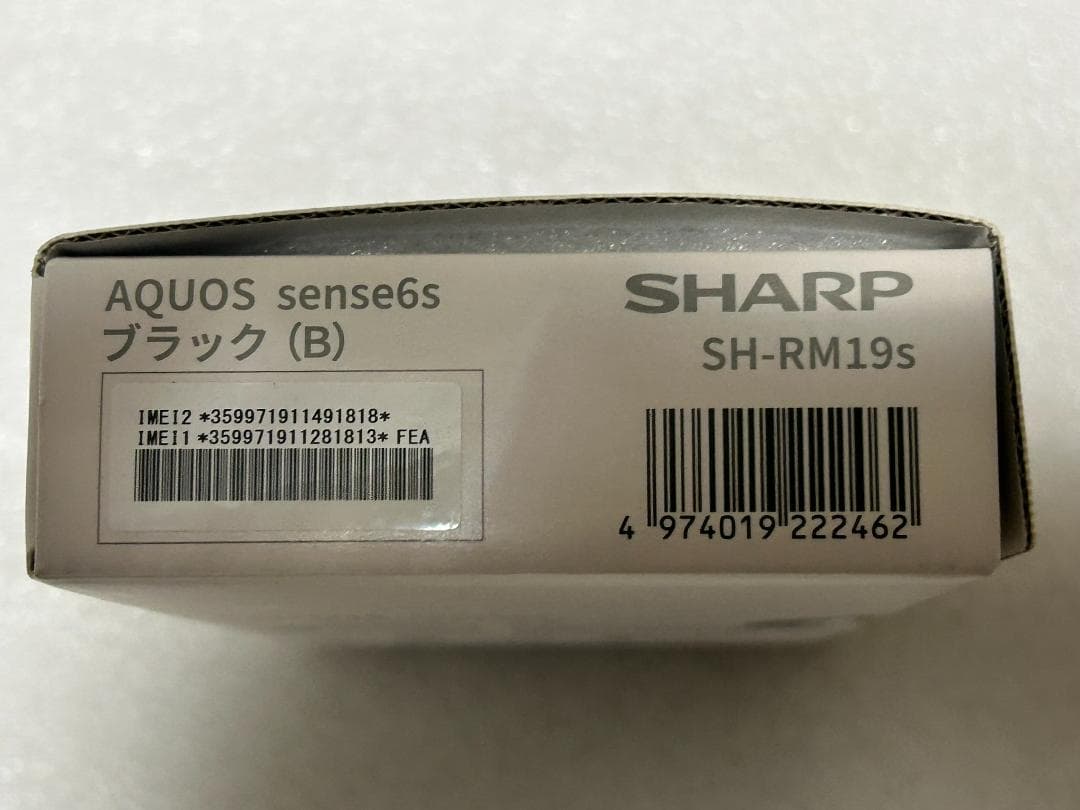 AQUOS sense6s
ブラック (B)
IMEI2 *359971911491818*
IMEI1 *359971911281813* FEA
SHARP
SH-RM19s
4 974019 222462